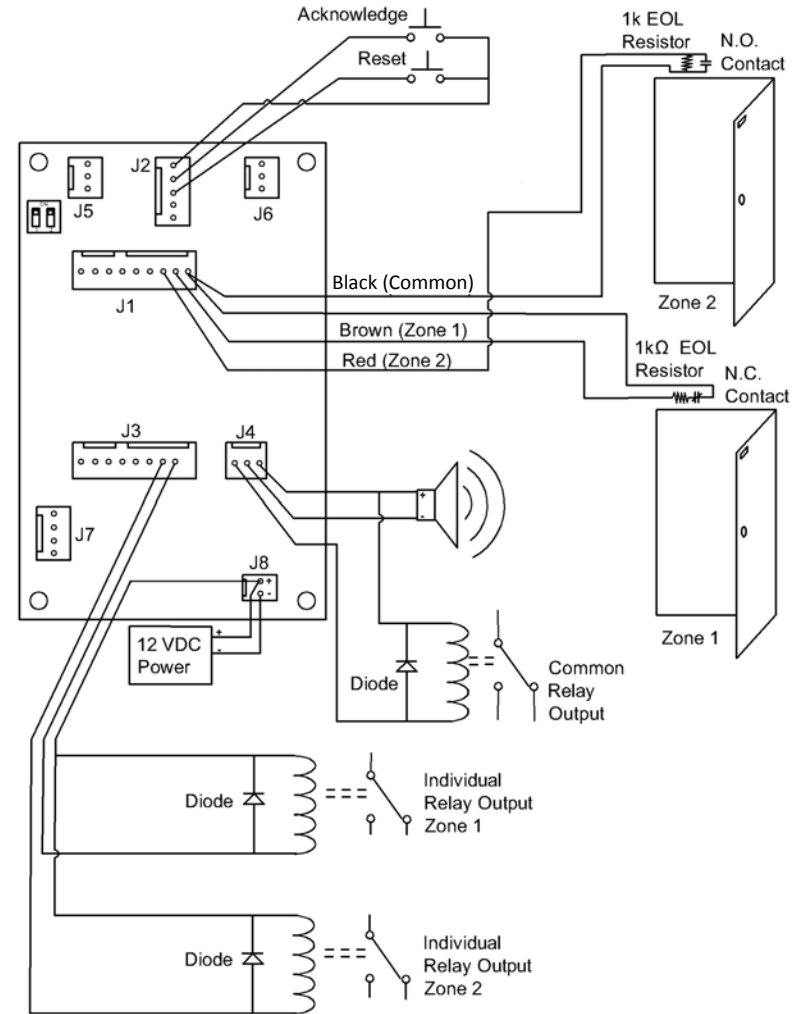 Acknowledge
Reset
1k EOL
Resistor
N.O.
Contact
J2
J5
J6
J1
Black (Common)
Brown (Zone 1)
Red (Zone 2)
Zone 2
1kΩ EOL
Resistor
N.C.
Contact
J3
J4
+
-
J7
J8
+
-
12 VDC
Power
+
-
Zone 1
Diode
Common
Relay
Output
Diode
Individual
Relay Output
Zone 1
Diode
Individual
Relay Output
Zone 2